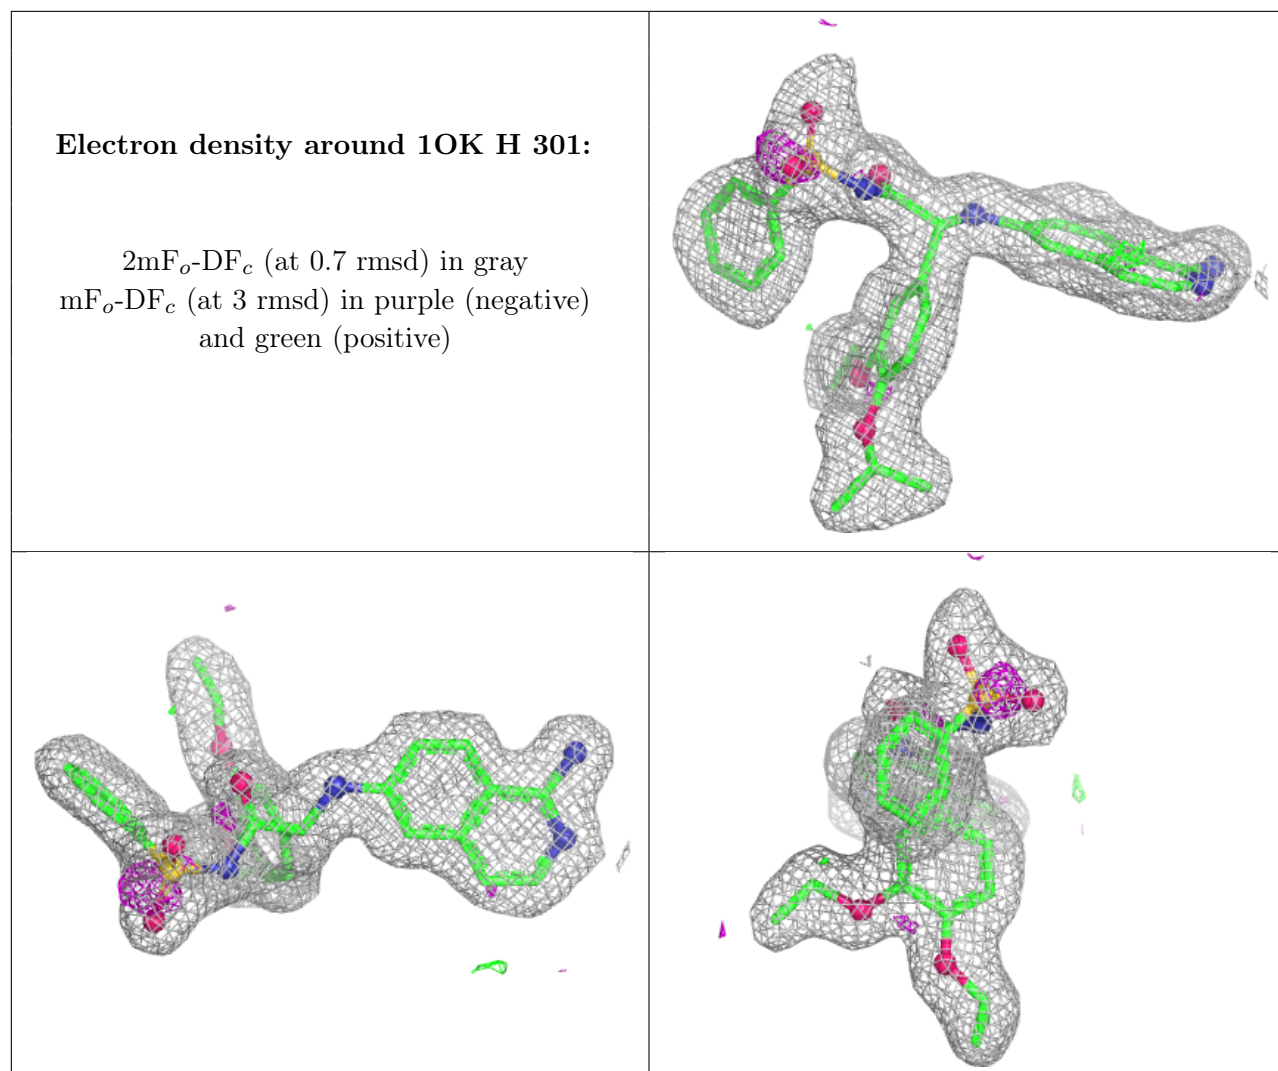 Electron density around 1OK H 301:
2mFo-DFc (at 0.7 rmsd) in gray
mFo-DFc (at 3 rmsd) in purple (negative)
and green (positive)